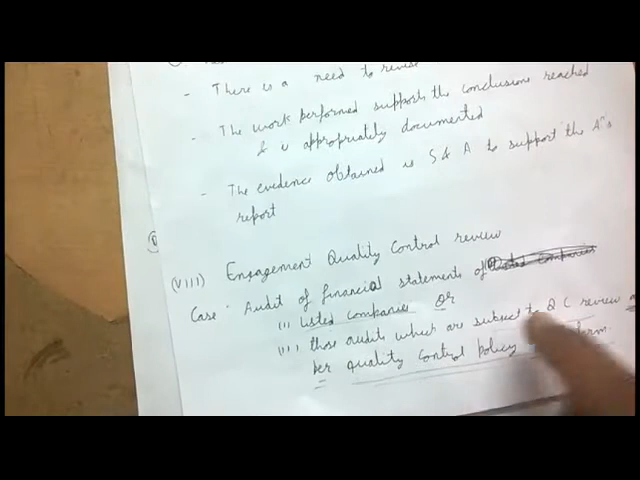 - There is a need to revise
- The work performed supports the conclusions reached
& is appropriately documented
- The evidence obtained is S & A to support the A"s
report
(VIII) Engagement Quality Control review
Case - Audit of financial statements of
(i) listed companies or
(ii) those audits which are subject to Q C review
per Quality Control policy firm.